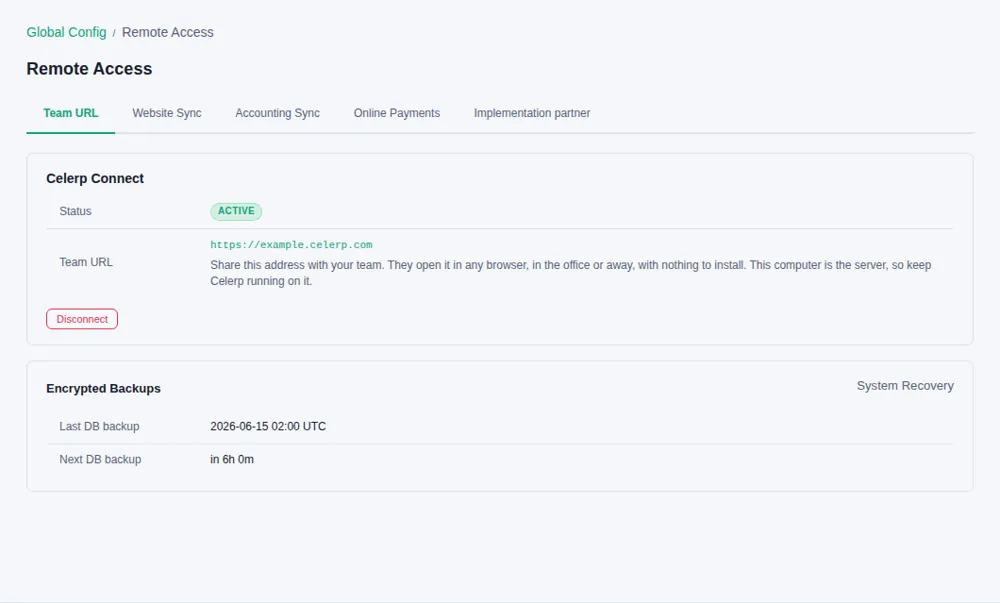 Global Config / Remote Access
Remote Access
Team URL Website Sync Accounting Sync Online Payments Implementation partner
Celerp Connect
Status ACTIVE
https://example.celerp.com
Team URL
Share this address with your team. They open it in any browser, in the office or away, with nothing to install. This computer is the server, so keep
Celerp running on it.
Disconnect
Encrypted Backups System Recovery
Last DB backup 2026-06-15 02:00 UTC
Next DB backup in 6h 0m